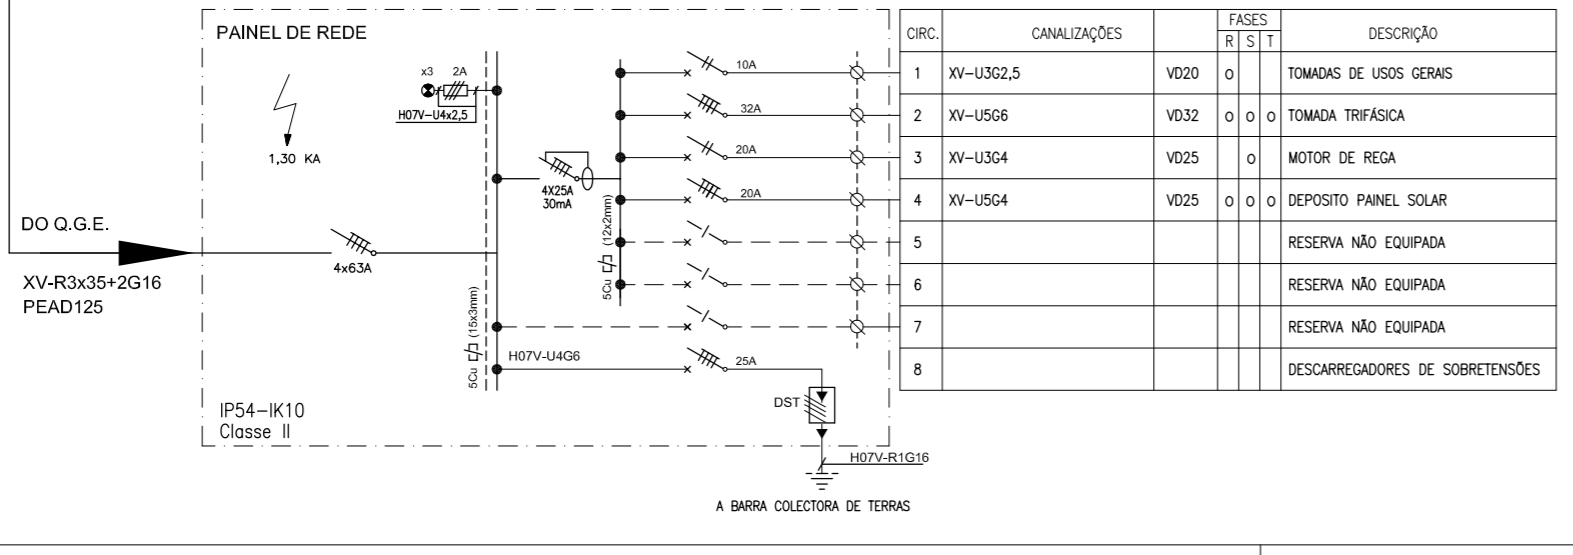 PAINEL DE REDE
x3 2A
H07V-U4x2,5
1,30 KA
DO Q.G.E.
XV-R3x35+2G16
PEAD125
4x63A
4X25A
30mA
5Cu (15x3mm)
5Cu (12x2mm)
10A
32A
20A
20A
H07V-U4G6
25A
DST
IP54-IK10
Classe II
H07V-R1G16
A BARRA COLECTORA DE TERRAS
CIRC. CANALIZAÇÕES FASES DESCRIÇÃO
R S T
1 XV-U3G2,5 VD20 o TOMADAS DE USOS GERAIS
2 XV-U5G6 VD32 o o o TOMADA TRIFÁSICA
3 XV-U3G4 VD25 o MOTOR DE REGA
4 XV-U5G4 VD25 o o o DEPOSITO PAINEL SOLAR
5 RESERVA NÃO EQUIPADA
6 RESERVA NÃO EQUIPADA
7 RESERVA NÃO EQUIPADA
8 DESCARREGADORES DE SOBRETENSÕES